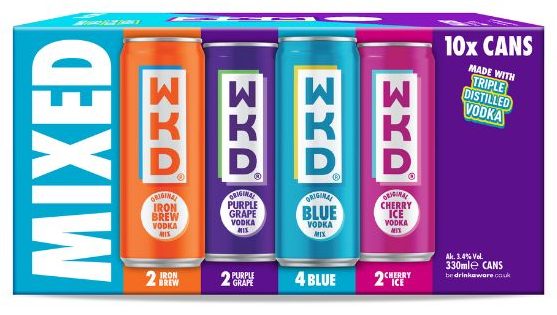 MIXED
WKD®
ORIGINAL
IRON
BREW
VODKA
MIX
WKD®
ORIGINAL
PURPLE
GRAPE
VODKA
MIX
WKD®
ORIGINAL
BLUE
VODKA
MIX
WKD®
ORIGINAL
CHERRY
ICE
VODKA
MIX
2 IRON BREW
2 PURPLE GRAPE
4 BLUE
2 CHERRY ICE
10x CANS
MADE WITH
TRIPLE
DISTILLED
VODKA
Alc. 3.4% Vol.
330ml℮ CANS
be drinkaware.co.uk